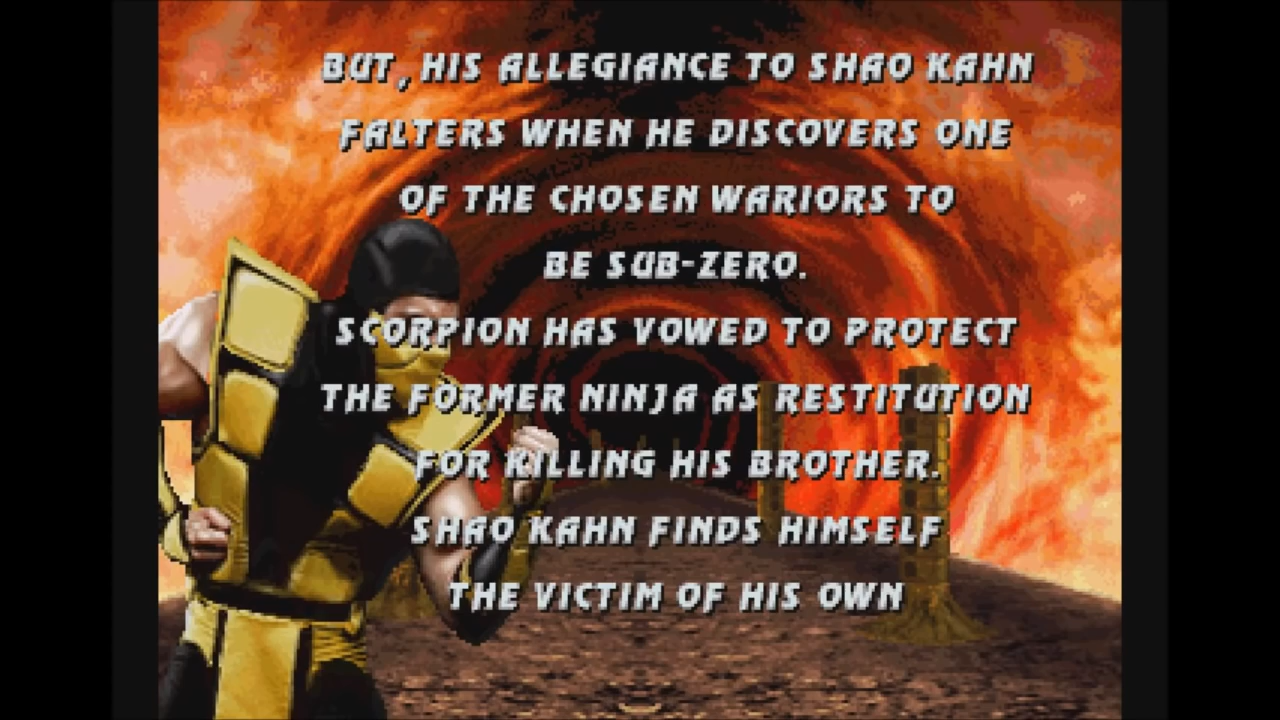 BUT, HIS ALLEGIANCE TO SHAO KAHN
FALTERS WHEN HE DISCOVERS ONE
OF THE CHOSEN WARIORS TO
BE SUB-ZERO.
SCORPION HAS VOWED TO PROTECT
THE FORMER NINJA AS RESTITUTION
FOR KILLING HIS BROTHER.
SHAO KAHN FINDS HIMSELF
THE VICTIM OF HIS OWN